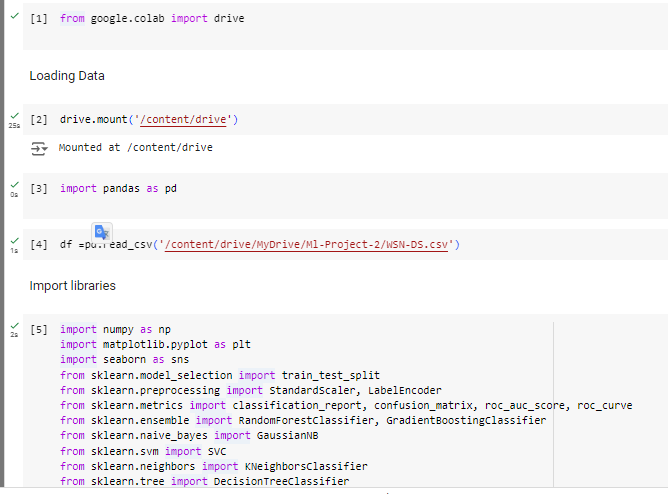 [1] from google.colab import drive
Loading Data
[2] drive.mount('/content/drive')
25s
Mounted at /content/drive
[3] import pandas as pd
0s
[4] df =pd.read_csv('/content/drive/MyDrive/Ml-Project-2/WSN-DS.csv')
1s
Import libraries
[5] import numpy as np
2s
import matplotlib.pyplot as plt
import seaborn as sns
from sklearn.model_selection import train_test_split
from sklearn.preprocessing import StandardScaler, LabelEncoder
from sklearn.metrics import classification_report, confusion_matrix, roc_auc_score, roc_curve
from sklearn.ensemble import RandomForestClassifier, GradientBoostingClassifier
from sklearn.naive_bayes import GaussianNB
from sklearn.svm import SVC
from sklearn.neighbors import KNeighborsClassifier
from sklearn.tree import DecisionTreeClassifier